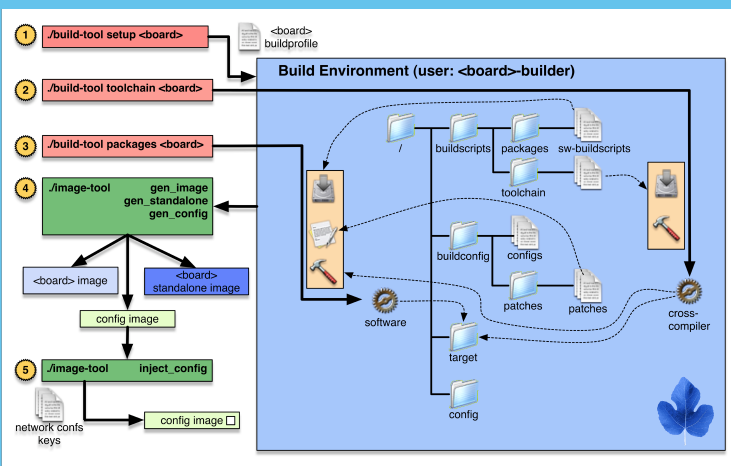 1
./build-tool setup <board>
<board>
buildprofile
Build Environment (user: <board>-builder)
2
./build-tool toolchain <board>
3
./build-tool packages <board>
/
buildscripts
packages
sw-buildscripts
toolchain
4
./image-tool gen_image
gen_standalone
gen_config
buildconfig
configs
patches
patches
<board> image
<board>
standalone image
config image
software
cross-
compiler
target
5
./image-tool inject_config
config
network confs
keys
config image